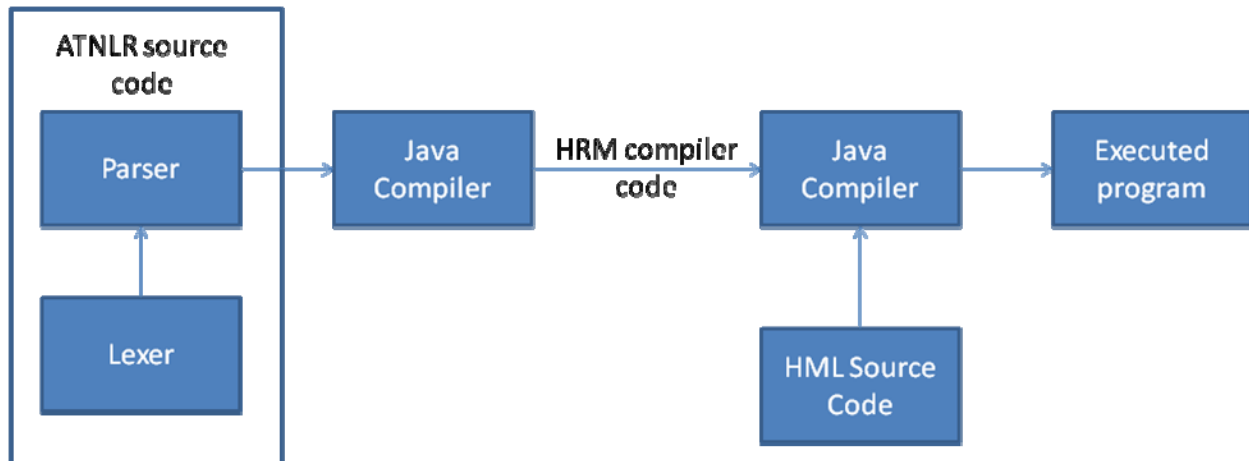 ATNLR source
code
Parser
Lexer
Java
Compiler
HRM compiler
code
Java
Compiler
HML Source
Code
Executed
program